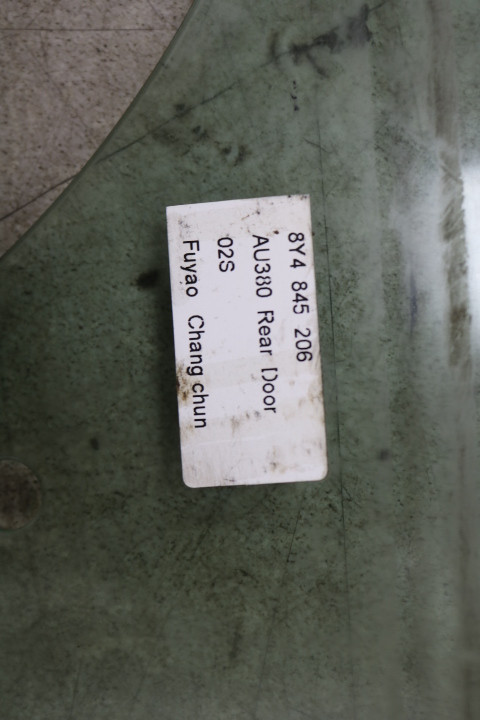 8Y4 845 206
AU380 Rear Door
02S
Fuyao Chang chun